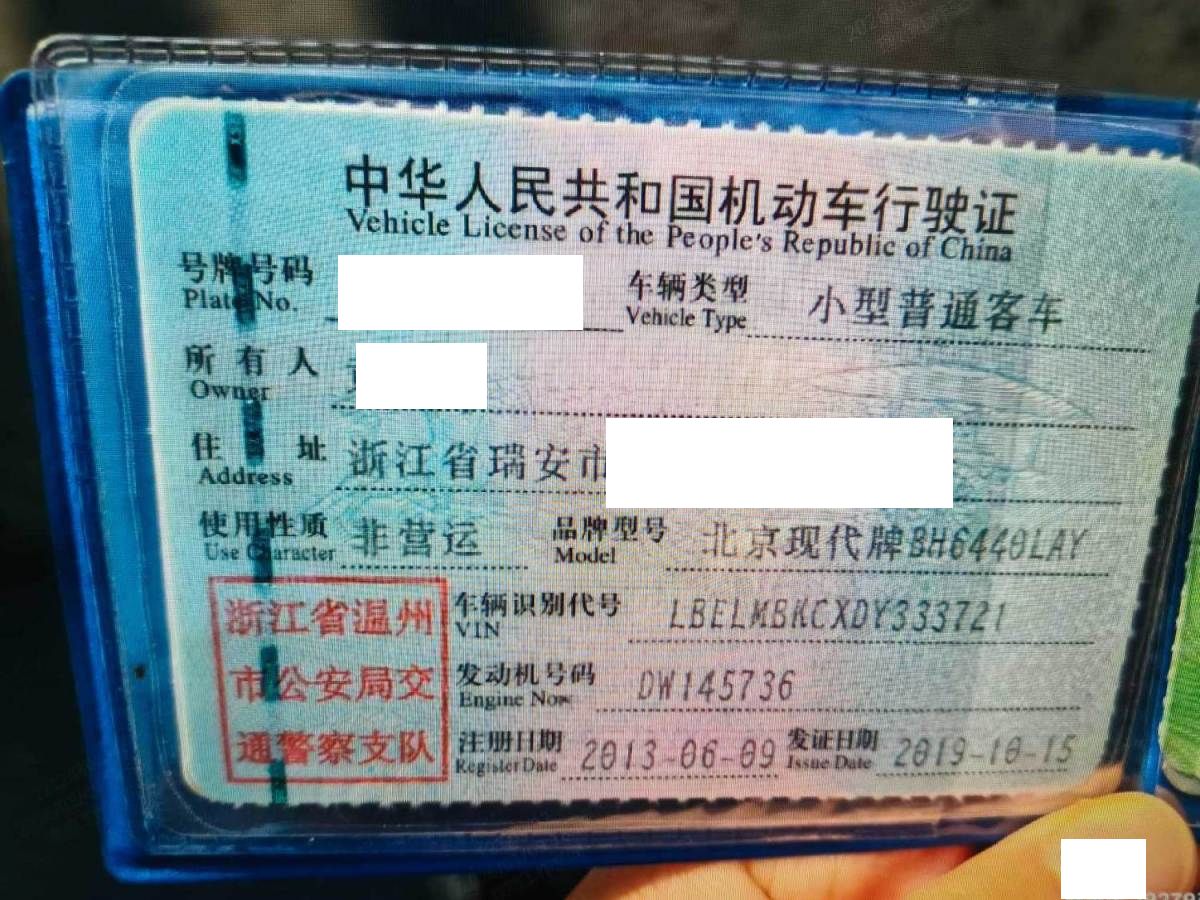 中华人民共和国机动车行驶证
Vehicle License of the People's Republic of China
号牌号码 车辆类型 小型普通客车
Plate No. Vehicle Type
所有人
Owner
住址 浙江省瑞安市
Address
使用性质 非营运 品牌型号 北京现代牌BH6440LAY
Use Character Model
浙江省温州
市公安局交
通警察支队
车辆识别代号 LBELMBKCXDY333721
VIN
发动机号码 DW145736
Engine No.
注册日期 2013-06-09 发证日期 2019-10-15
Register Date Issue Date